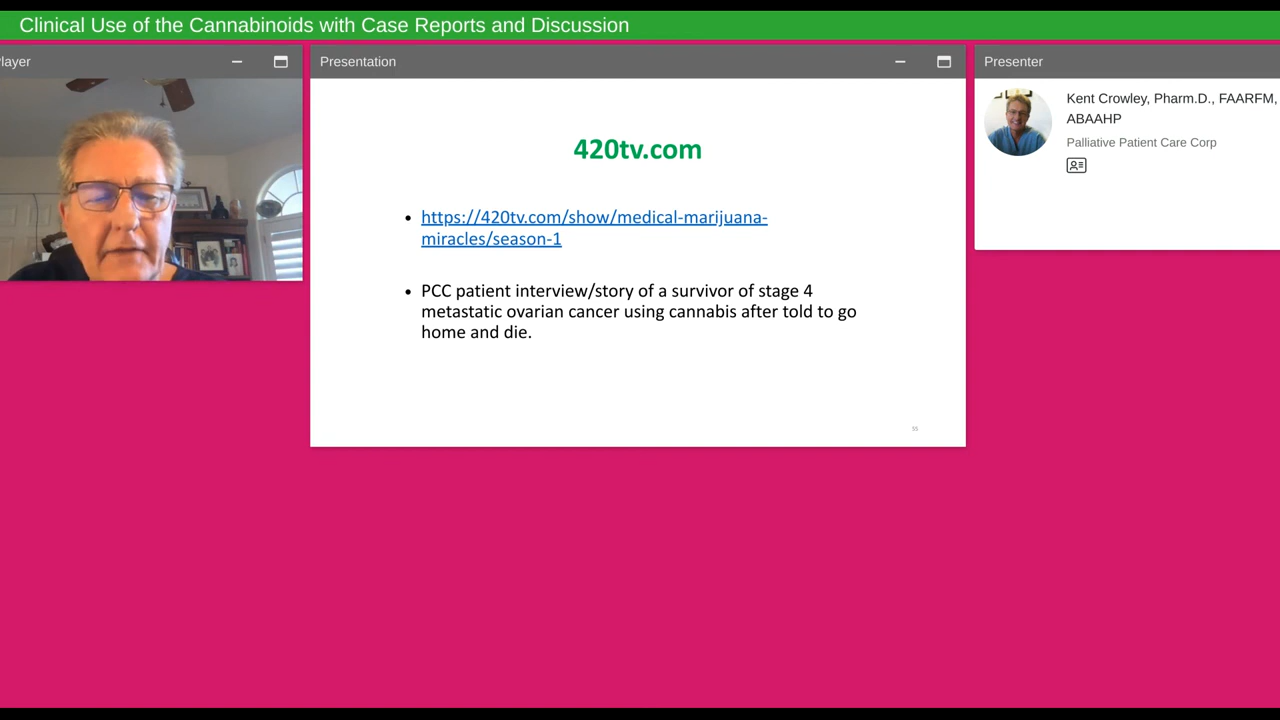 Clinical Use of the Cannabinoids with Case Reports and Discussion
layer
Presentation
420tv.com
• https://420tv.com/show/medical-marijuana-
miracles/season-1
• PCC patient interview/story of a survivor of stage 4
metastatic ovarian cancer using cannabis after told to go
home and die.
55
Presenter
Kent Crowley, Pharm.D., FAARFM,
ABAAHP
Palliative Patient Care Corp